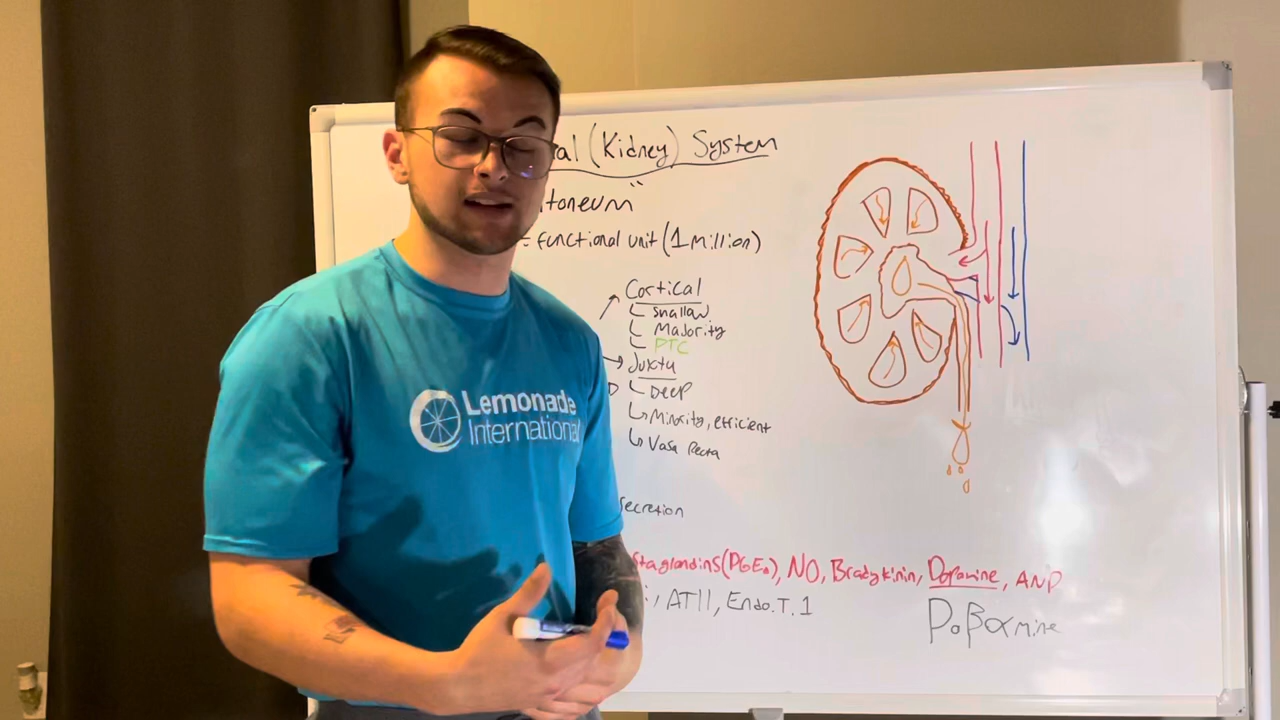 al (Kidney) System
itoneum"
= functional unit (1 Million)
Cortical
Shallow
Majority
PTC
Juxta
Deep
Minority, efficient
Vasa Recta
secretion
staglandins(PGE₂), NO, Bradykinin, Dopamine, ANP
ATII, Endo.T.1
DoβαMine
Lemonade
International